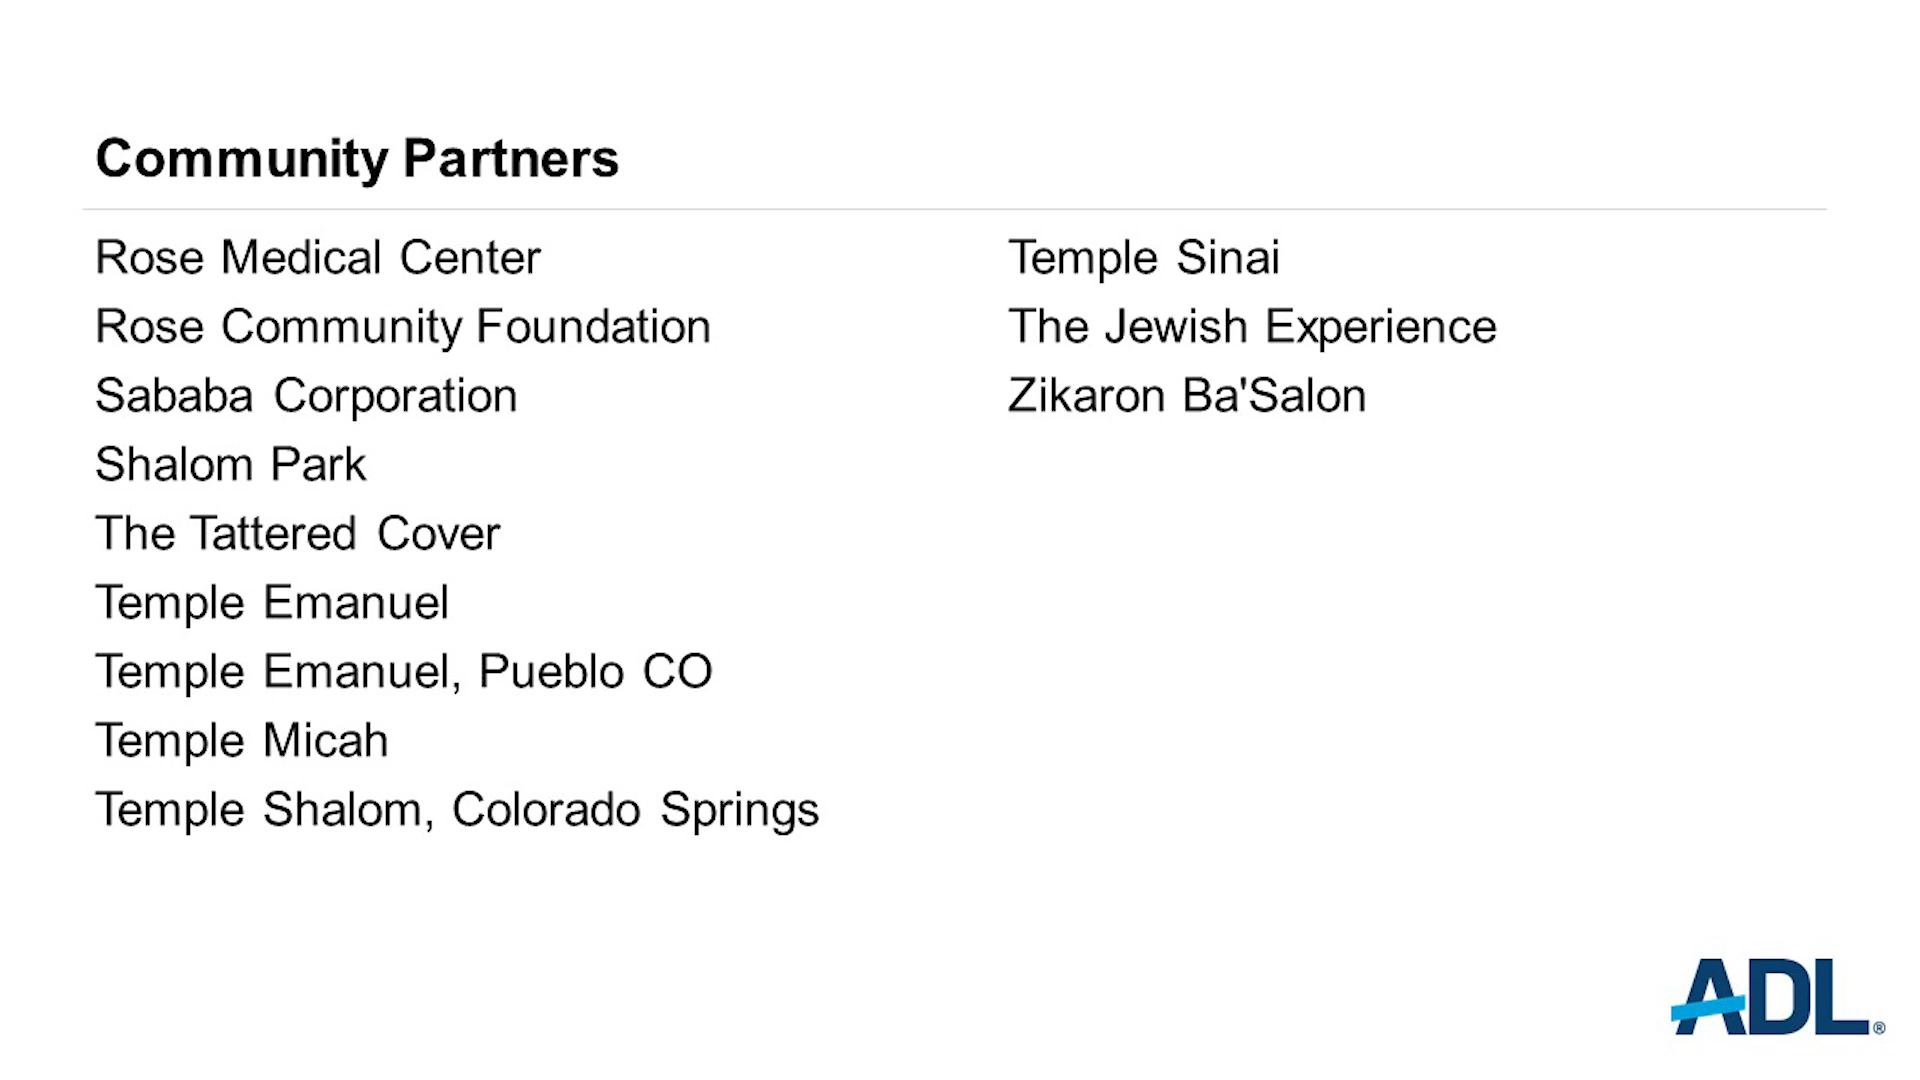 Community Partners
Rose Medical Center
Rose Community Foundation
Sababa Corporation
Shalom Park
The Tattered Cover
Temple Emanuel
Temple Emanuel, Pueblo CO
Temple Micah
Temple Shalom, Colorado Springs
Temple Sinai
The Jewish Experience
Zikaron Ba'Salon
ADL®